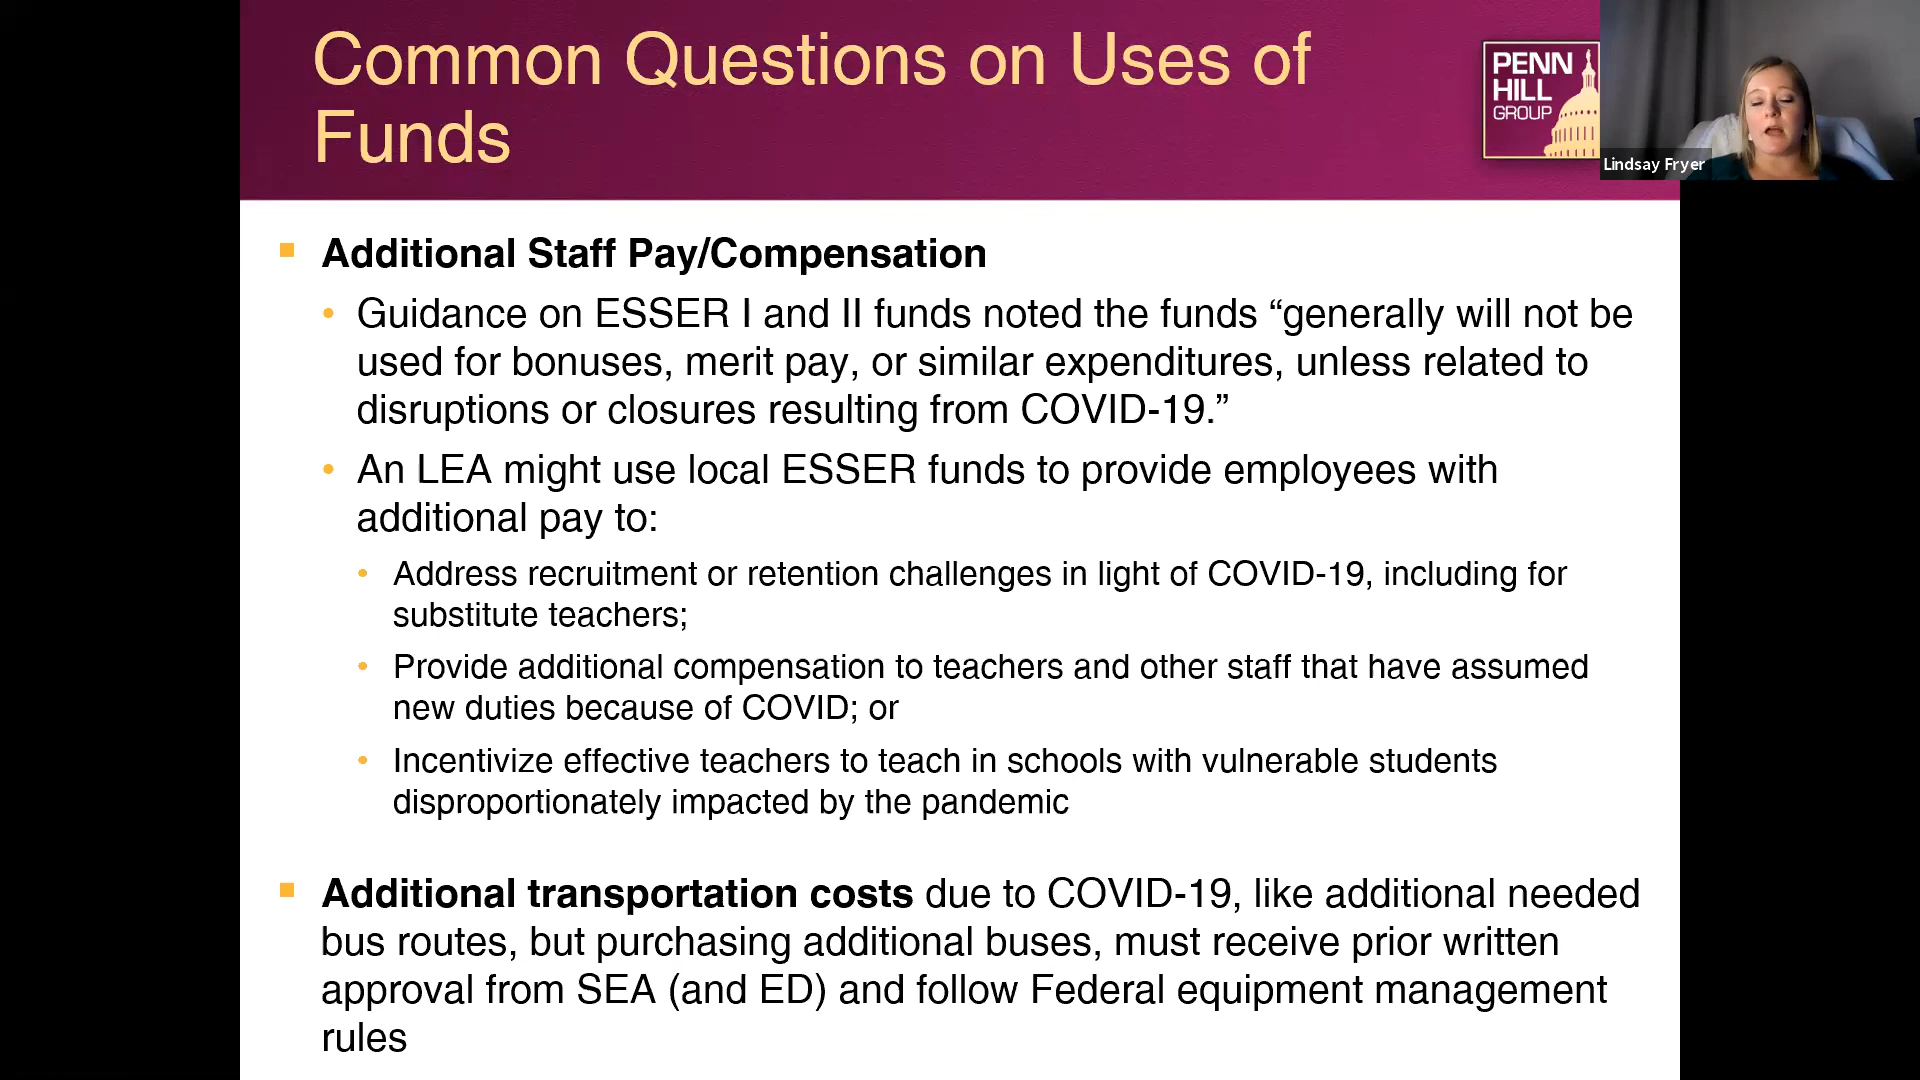 Common Questions on Uses of
Funds
PENN
HILL
GROUP
Lindsay Fryer
Additional Staff Pay/Compensation
Guidance on ESSER I and II funds noted the funds “generally will not be
used for bonuses, merit pay, or similar expenditures, unless related to
disruptions or closures resulting from COVID-19.”
An LEA might use local ESSER funds to provide employees with
additional pay to:
Address recruitment or retention challenges in light of COVID-19, including for
substitute teachers;
Provide additional compensation to teachers and other staff that have assumed
new duties because of COVID; or
Incentivize effective teachers to teach in schools with vulnerable students
disproportionately impacted by the pandemic
Additional transportation costs due to COVID-19, like additional needed
bus routes, but purchasing additional buses, must receive prior written
approval from SEA (and ED) and follow Federal equipment management
rules